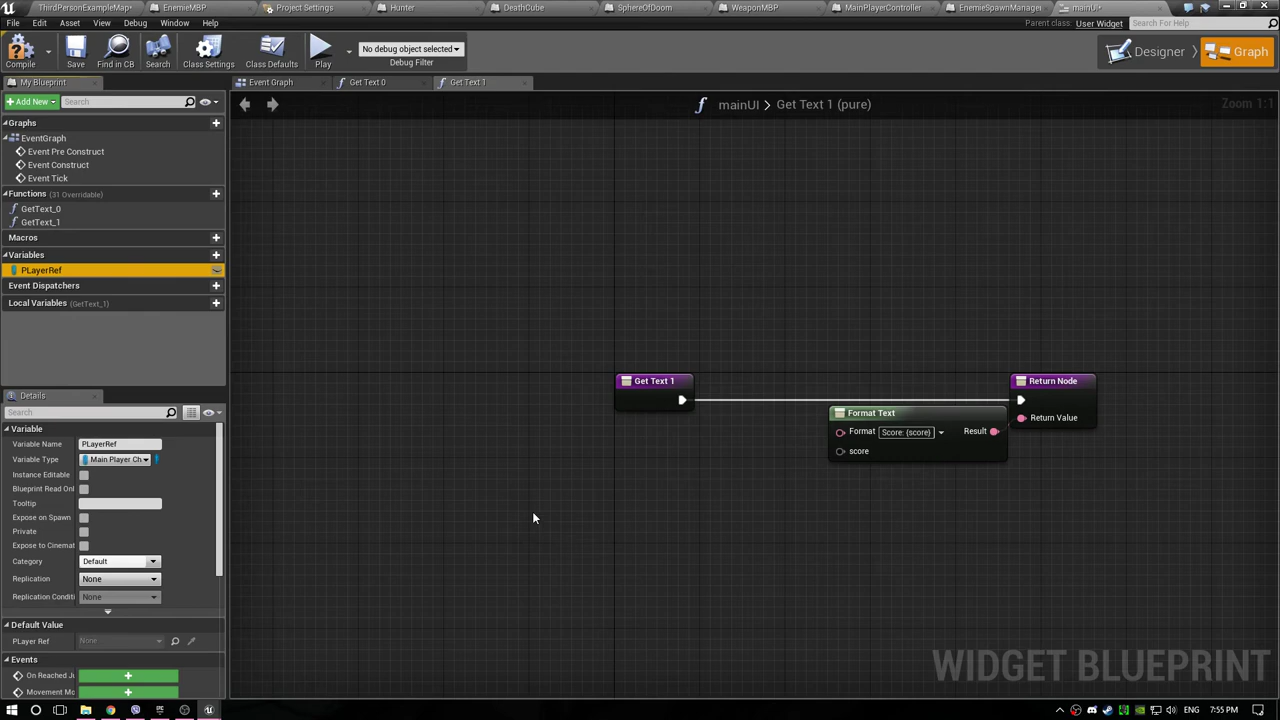 ThirdPersonExampleMap*
EnemieMBP
Project Settings
Hunter
DeathCube
SphereOfDoom
WeaponMBP
MainPlayerController
EnemieSpawnManager
mainUI*
File
Edit
Asset
View
Debug
Window
Help
Parent class: User Widget
Search For Help
Compile
Save
Find in CB
Search
Class Settings
Class Defaults
Play
No debug object selected
Debug Filter
Designer
Graph
My Blueprint
Event Graph
Get Text 0
Get Text 1
+Add New
Search
mainUI > Get Text 1 (pure)
Zoom 1:1
Graphs
EventGraph
Event Pre Construct
Event Construct
Event Tick
Functions (31 Overridable)
GetText_0
GetText_1
Macros
Variables
PLayerRef
Event Dispatchers
Local Variables (GetText_1)
Get Text 1
Return Node
Return Value
Format Text
Format
Score: {score}
Result
score
Details
Search
Variable
Variable Name
PLayerRef
Variable Type
Main Player Ch
Instance Editable
Blueprint Read Onl
Tooltip
Expose on Spawn
Private
Expose to Cinemat
Category
Default
Replication
None
Replication Conditi
None
Default Value
PLayer Ref
None
Events
On Reached Ju
Movement Mo
WIDGET BLUEPRINT
ENG
7:55 PM